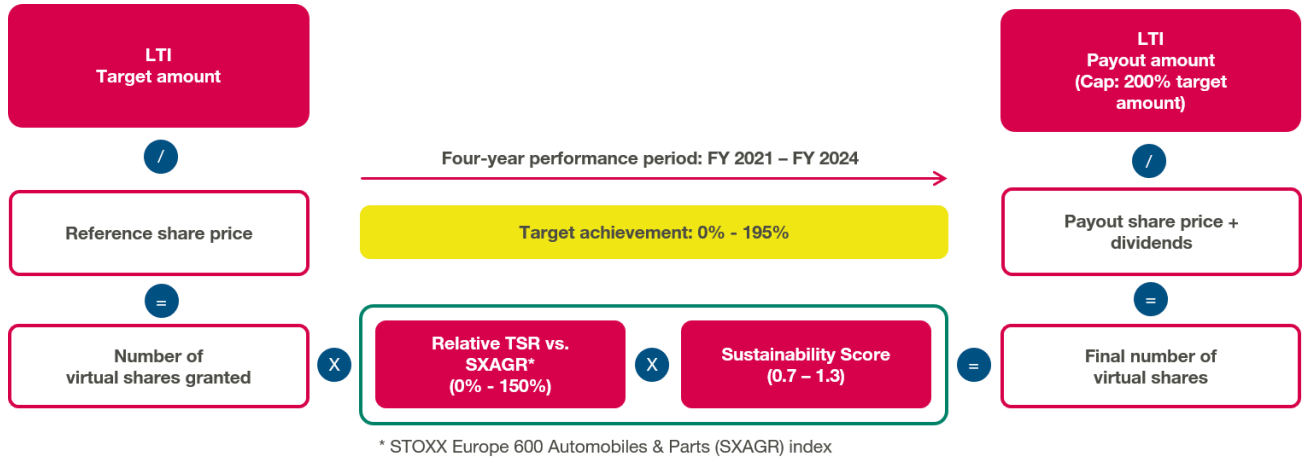 LTI
Target amount
/
Reference share price
=
Number of
virtual shares granted
X
Four-year performance period: FY 2021 – FY 2024
Target achievement: 0% - 195%
Relative TSR vs.
SXAGR*
(0% - 150%)
X
Sustainability Score
(0.7 – 1.3)
* STOXX Europe 600 Automobiles & Parts (SXAGR) index
=
LTI
Payout amount
(Cap: 200% target
amount)
/
Payout share price +
dividends
=
Final number of
virtual shares